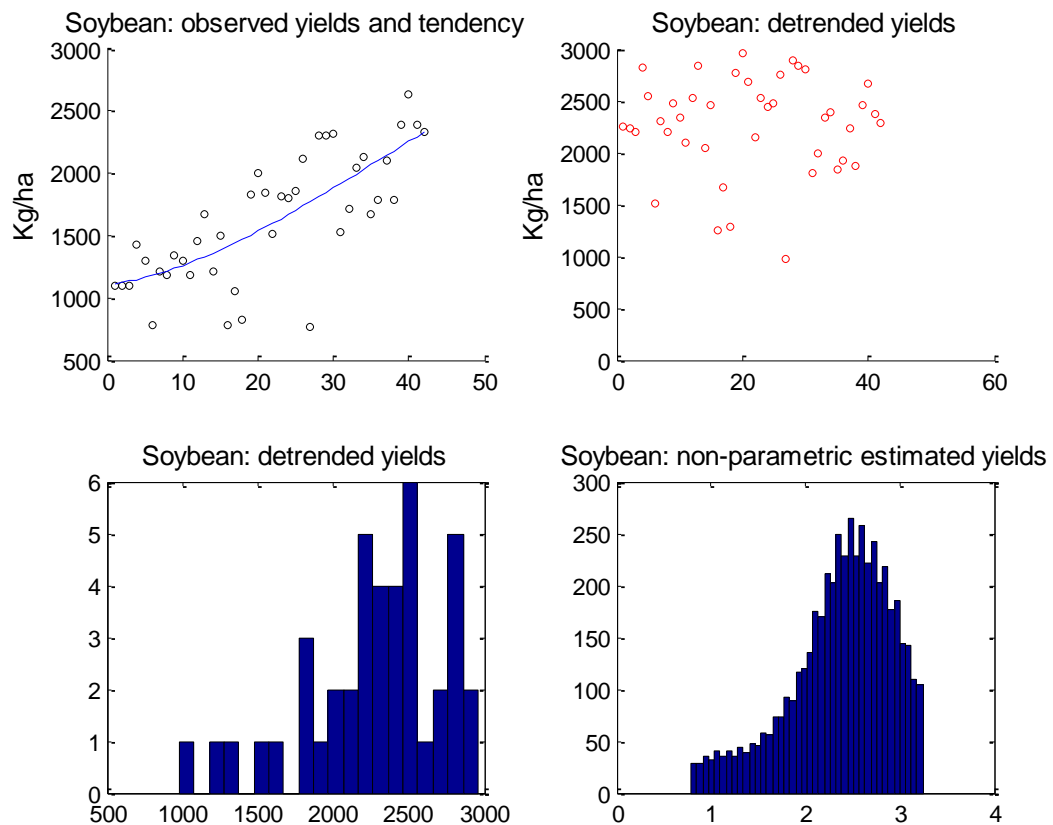 Soybean: observed yields and tendency
3000
2500
2000
1500
1000
500
Kg/ha
0 10 20 30 40 50
Soybean: detrended yields
3000
2500
2000
1500
1000
500
0
Kg/ha
0 20 40 60
Soybean: detrended yields
6
5
4
3
2
1
0
500 1000 1500 2000 2500 3000
Soybean: non-parametric estimated yields
300
250
200
150
100
50
0
0 1 2 3 4